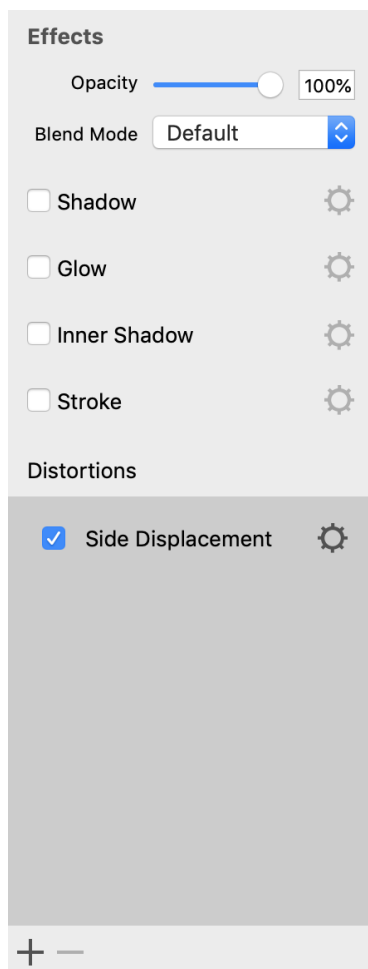 Effects
Opacity 100%
Blend Mode Default
Shadow
Glow
Inner Shadow
Stroke
Distortions
Side Displacement